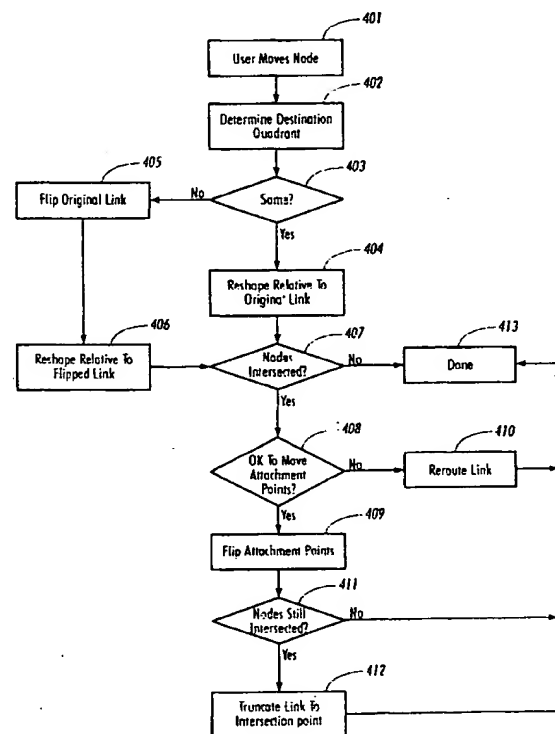 401
User Moves Node
402
Determine Destination
Quadrant
405
403
Flip Original Link
No
Same?
Yes
404
Reshape Relative To
Original Link
406
407
413
Reshape Relative To
Flipped Link
Nodes
Intersected?
No
Done
Yes
408
410
OK To Move
Attachment
Points?
No
Reroute Link
Yes
409
Flip Attachment Points
411
Nodes Still
Intersected?
No
Yes
412
Truncate Link To
Intersection point